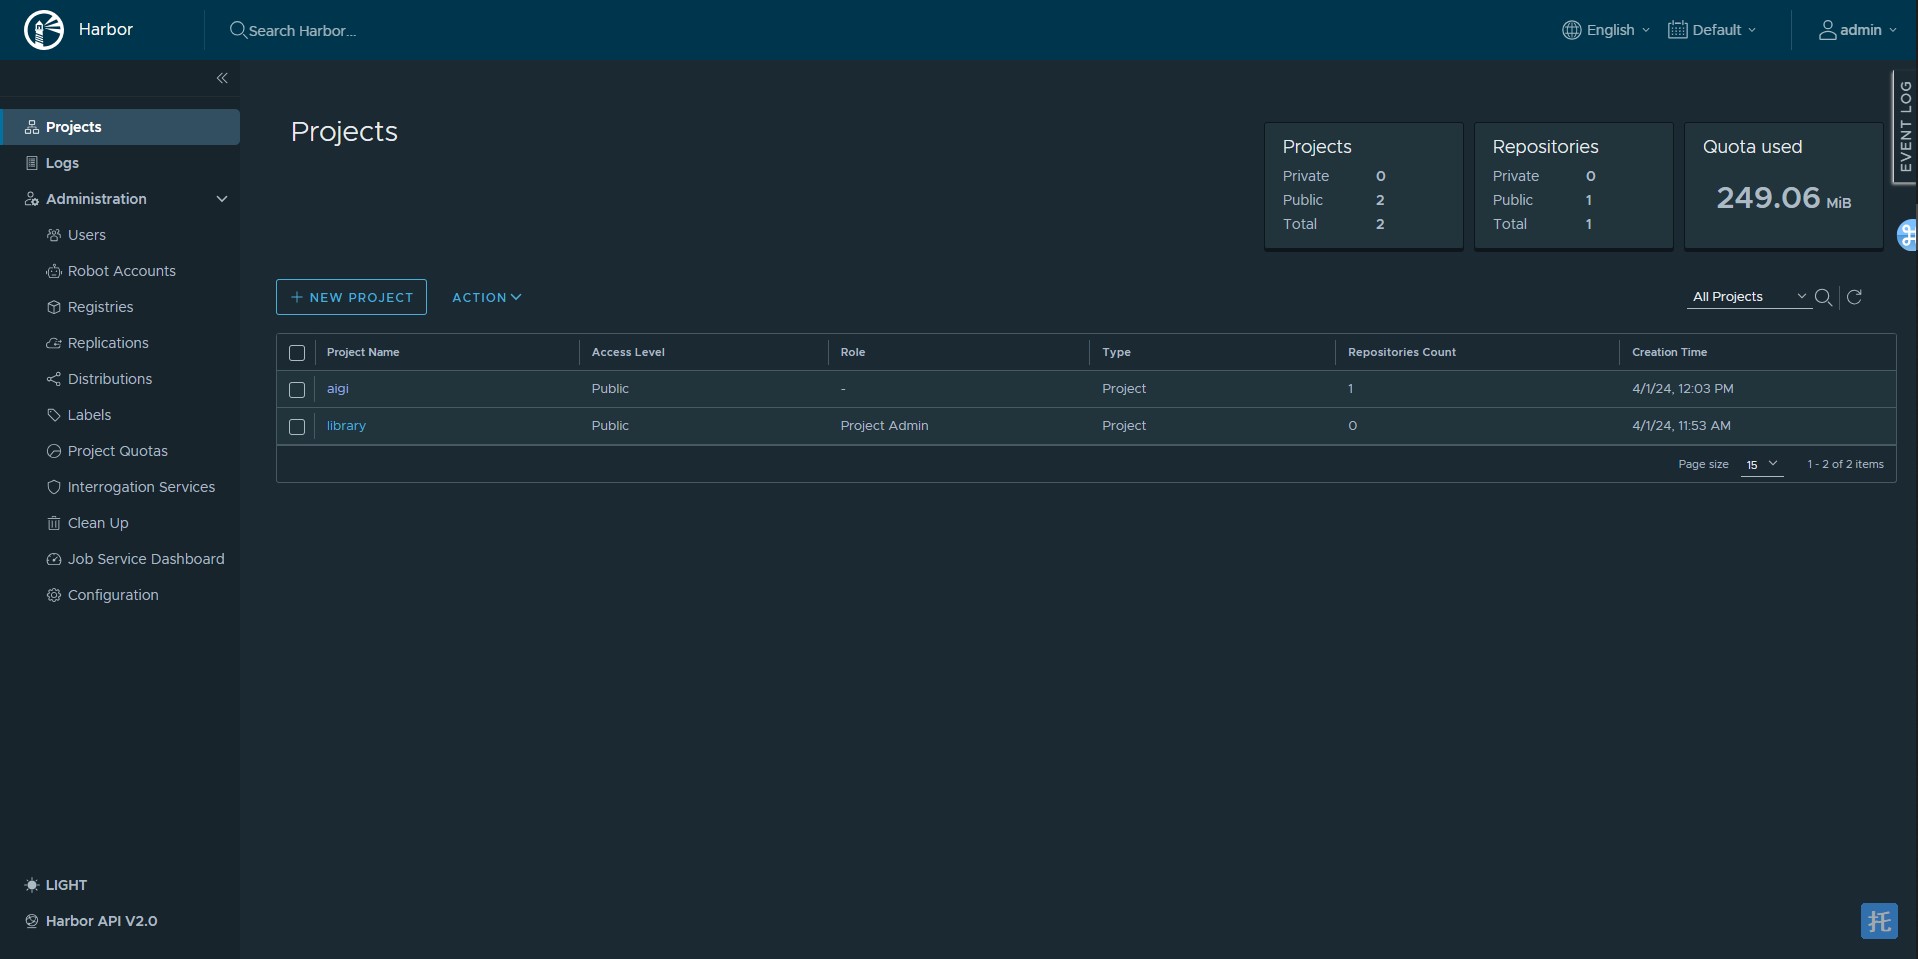 Harbor
Search Harbor...
English
Default
admin
EVENT LOG
Projects
Logs
Administration
Users
Robot Accounts
Registries
Replications
Distributions
Labels
Project Quotas
Interrogation Services
Clean Up
Job Service Dashboard
Configuration
LIGHT
Harbor API V2.0
Projects
Projects
Private 0
Public 2
Total 2
Repositories
Private 0
Public 1
Total 1
Quota used
249.06 MiB
NEW PROJECT
ACTION
All Projects
Project Name Access Level Role Type Repositories Count Creation Time
aigi Public - Project 1 4/1/24, 12:03 PM
library Public Project Admin Project 0 4/1/24, 11:53 AM
Page size 15 1 - 2 of 2 items
托